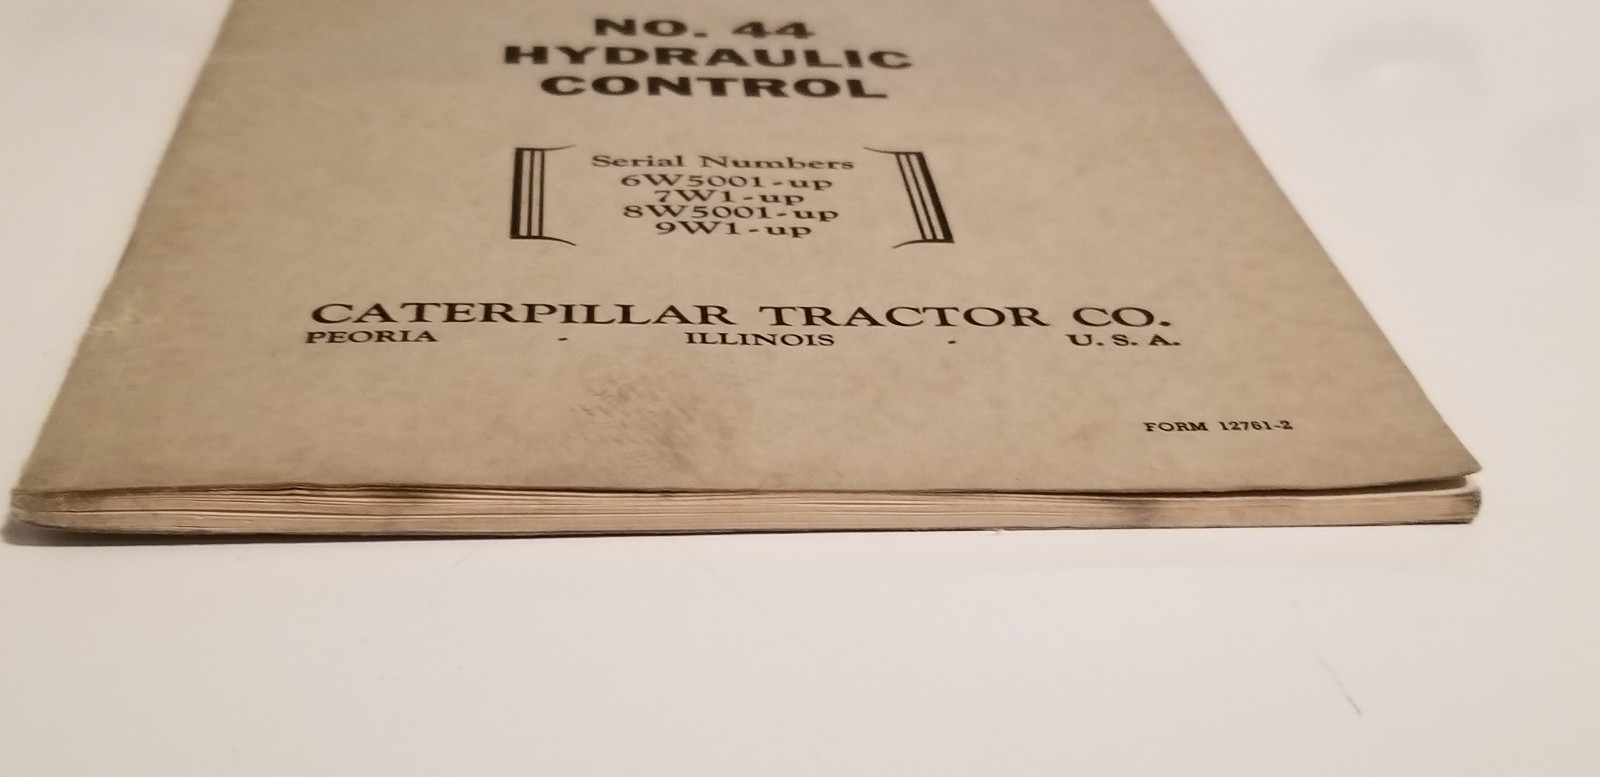 NO. 44
HYDRAULIC
CONTROL
Serial Numbers
6W5001-up
7W1-up
8W5001-up
9W1-up
CATERPILLAR TRACTOR CO.
PEORIA - ILLINOIS - U. S. A.
FORM 12761-2